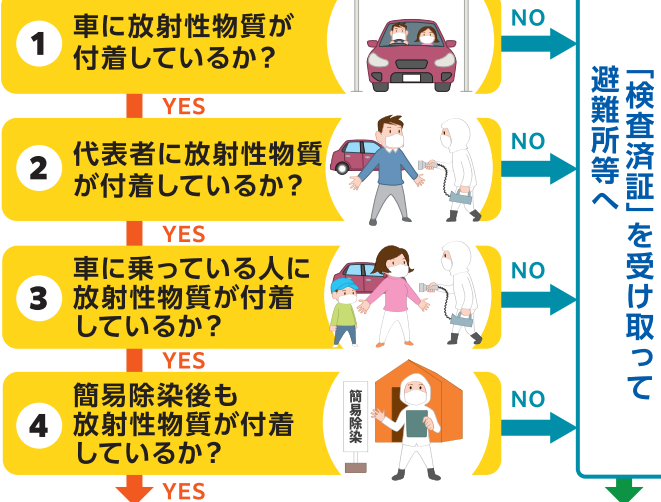 1
車に放射性物質が
付着しているか？
NO
YES
2
代表者に放射性物質
が付着しているか？
NO
YES
3
車に乗っている人に
放射性物質が付着
しているか？
NO
YES
4
簡易除染後も
放射性物質が付着
しているか？
簡易除染
NO
YES
「検査済証」を受け取って
避難所等へ